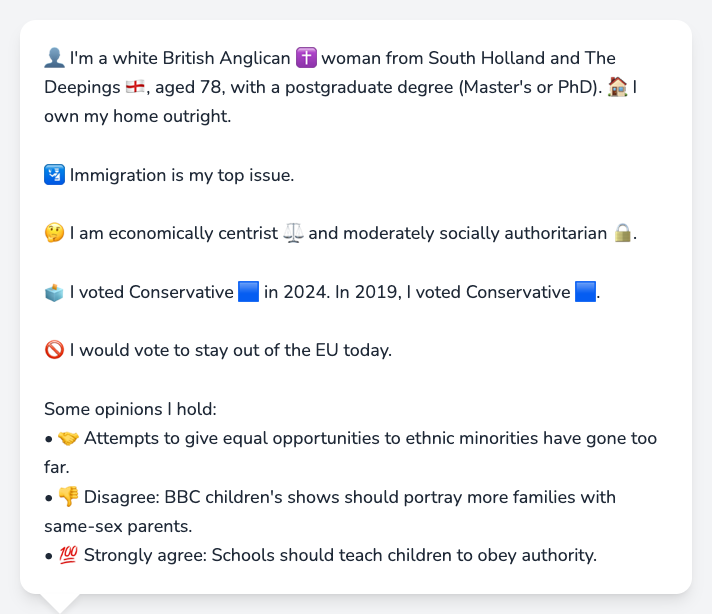 👤 I'm a white British Anglican ✝️ woman from South Holland and The
Deepings 🏴󠁧󠁢󠁥󠁮󠁧󠁿, aged 78, with a postgraduate degree (Master's or PhD). 🏠 I
own my home outright.
🛂 Immigration is my top issue.
🤔 I am economically centrist ⚖️ and moderately socially authoritarian 🔒.
🗳️ I voted Conservative 🟦 in 2024. In 2019, I voted Conservative 🟦.
🚫 I would vote to stay out of the EU today.
Some opinions I hold:
• 🤝 Attempts to give equal opportunities to ethnic minorities have gone too
far.
• 👎 Disagree: BBC children's shows should portray more families with
same-sex parents.
• 💯 Strongly agree: Schools should teach children to obey authority.